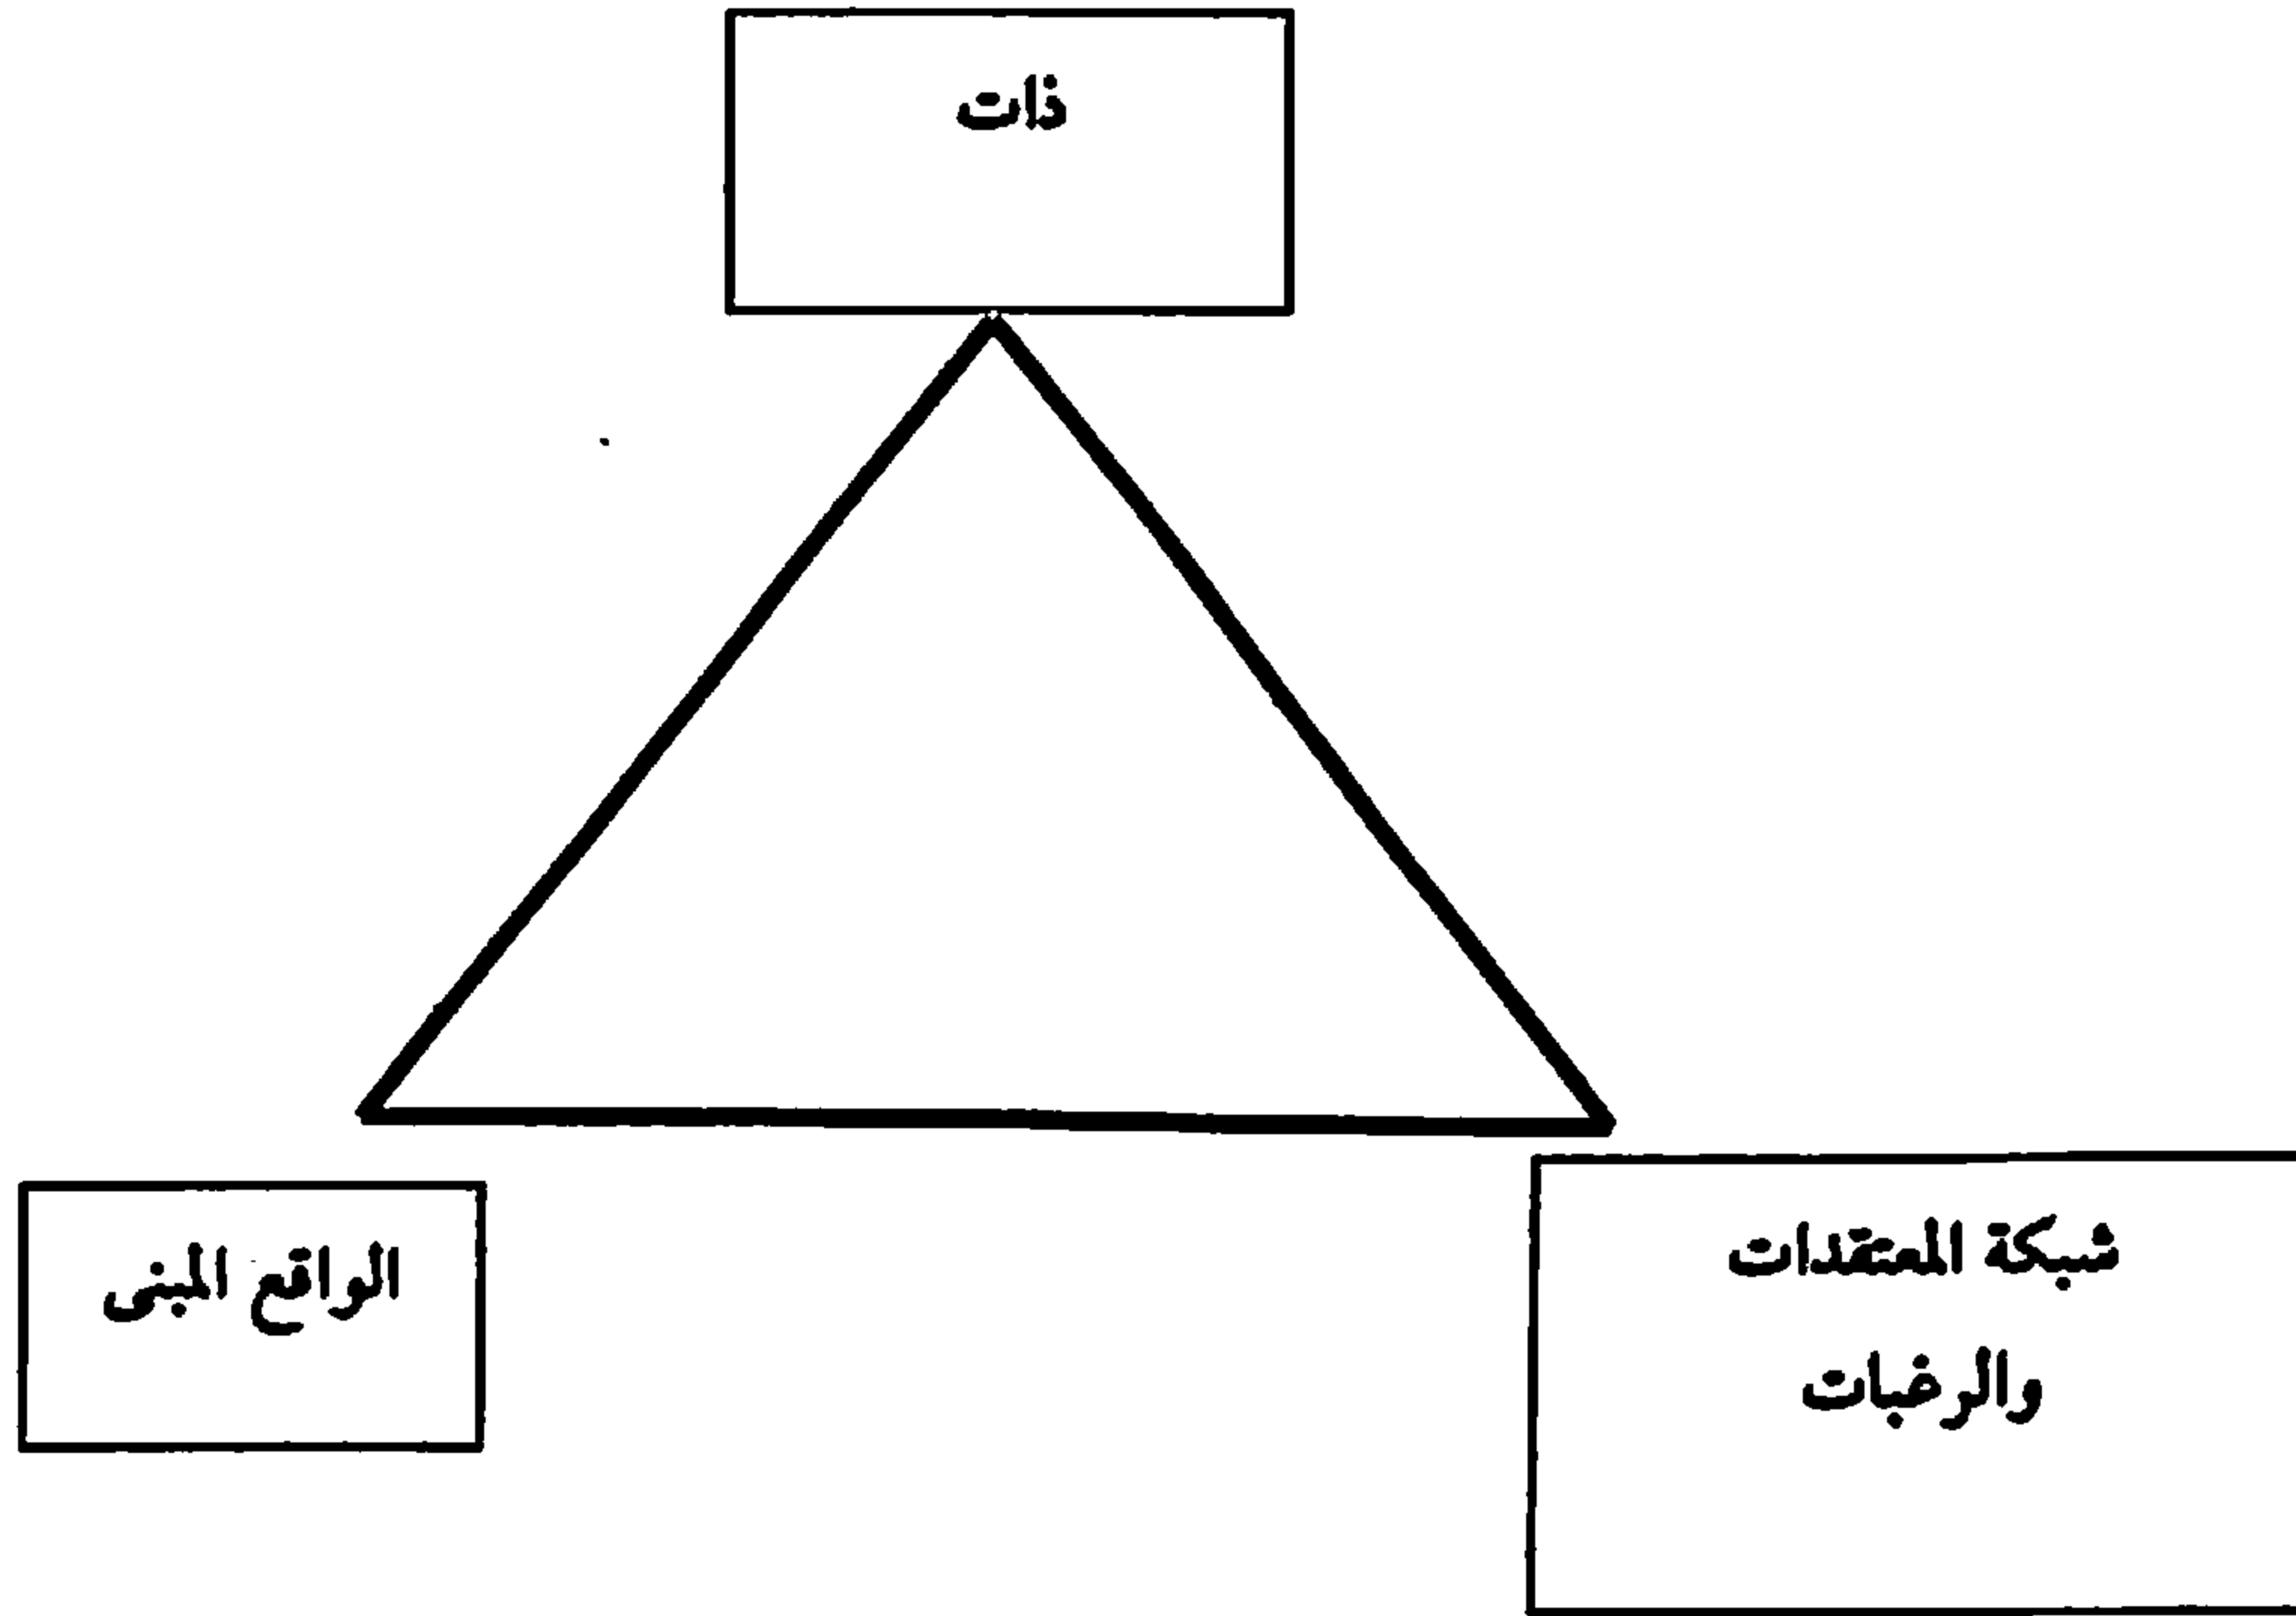 ذات
شبكة المعتقدات
والرغبات
الواقع المبنى